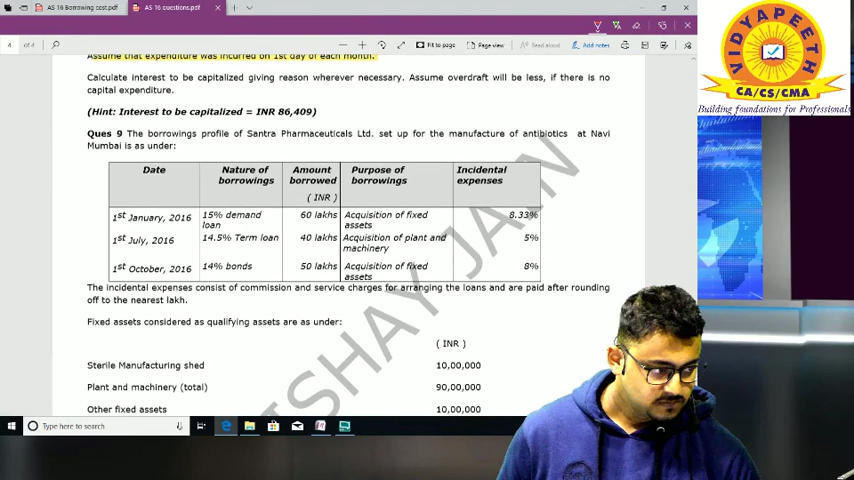 AS 16 Borrowing cost.pdf
AS 16 cuestions.pdf
4 of 4
Fit to page
Page view
Read aloud
Add notes
Assume that expenditure was incurred on 1st day of each month.
Calculate interest to be capitalized giving reason wherever necessary. Assume overdraft will be less, if there is no
capital expenditure.
(Hint: Interest to be capitalized = INR 86,409)
Ques 9 The borrowings profile of Santra Pharmaceuticals Ltd. set up for the manufacture of antibiotics at Navi
Mumbai is as under:
Date Nature of borrowings Amount borrowed ( INR ) Purpose of borrowings Incidental expenses
1st January, 2016 15% demand loan 60 lakhs Acquisition of fixed assets 8.33%
1st July, 2016 14.5% Term loan 40 lakhs Acquisition of plant and machinery 5%
1st October, 2016 14% bonds 50 lakhs Acquisition of fixed assets 8%
The incidental expenses consist of commission and service charges for arranging the loans and are paid after rounding
off to the nearest lakh.
Fixed assets considered as qualifying assets are as under:
( INR )
Sterile Manufacturing shed 10,00,000
Plant and machinery (total) 90,00,000
Other fixed assets 10,00,000
TSHAY JAIN
Type here to search
VIDYAPEETH
CA/CS/CMA
Building foundations for Professionals